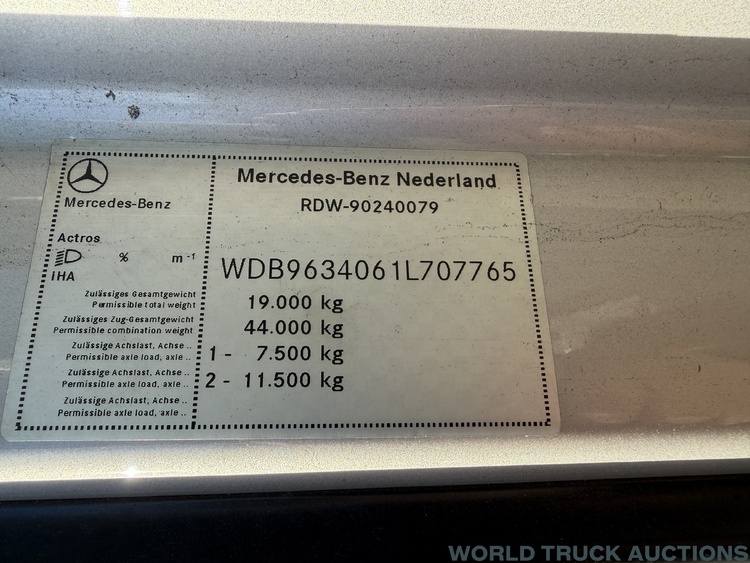 Mercedes-Benz
Mercedes-Benz Nederland
RDW-90240079
Actros
% m⁻¹
iHA
WDB9634061L707765
Zulässiges Gesamtgewicht
Permissible total weight
19.000 kg
Zulässiges Zug-Gesamtgewicht
Permissible combination weight
44.000 kg
Zulässige Achslast, Achse ..
Permissible axle load, axle ..
1 - 7.500 kg
Zulässige Achslast, Achse ..
Permissible axle load, axle ..
2 - 11.500 kg
Zulässige Achslast, Achse ..
Permissible axle load, axle ..
WORLD TRUCK AUCTIONS